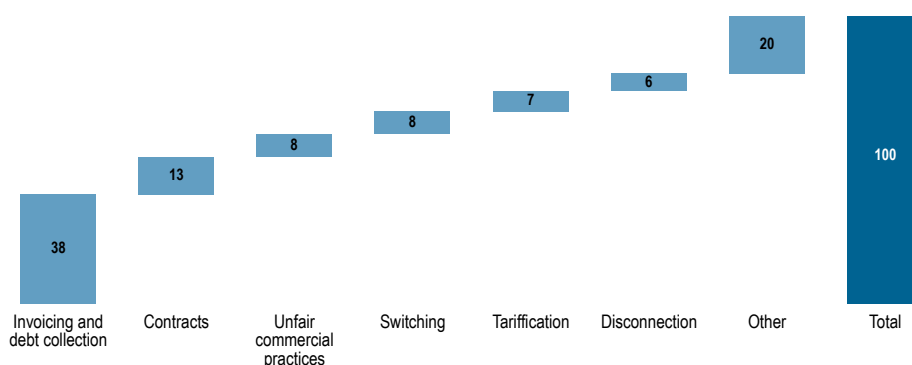 20
6
7
8
8
13
38
100
Invoicing and
debt collection
Contracts
Unfair
commercial
practices
Switching
Tariffication
Disconnection
Other
Total